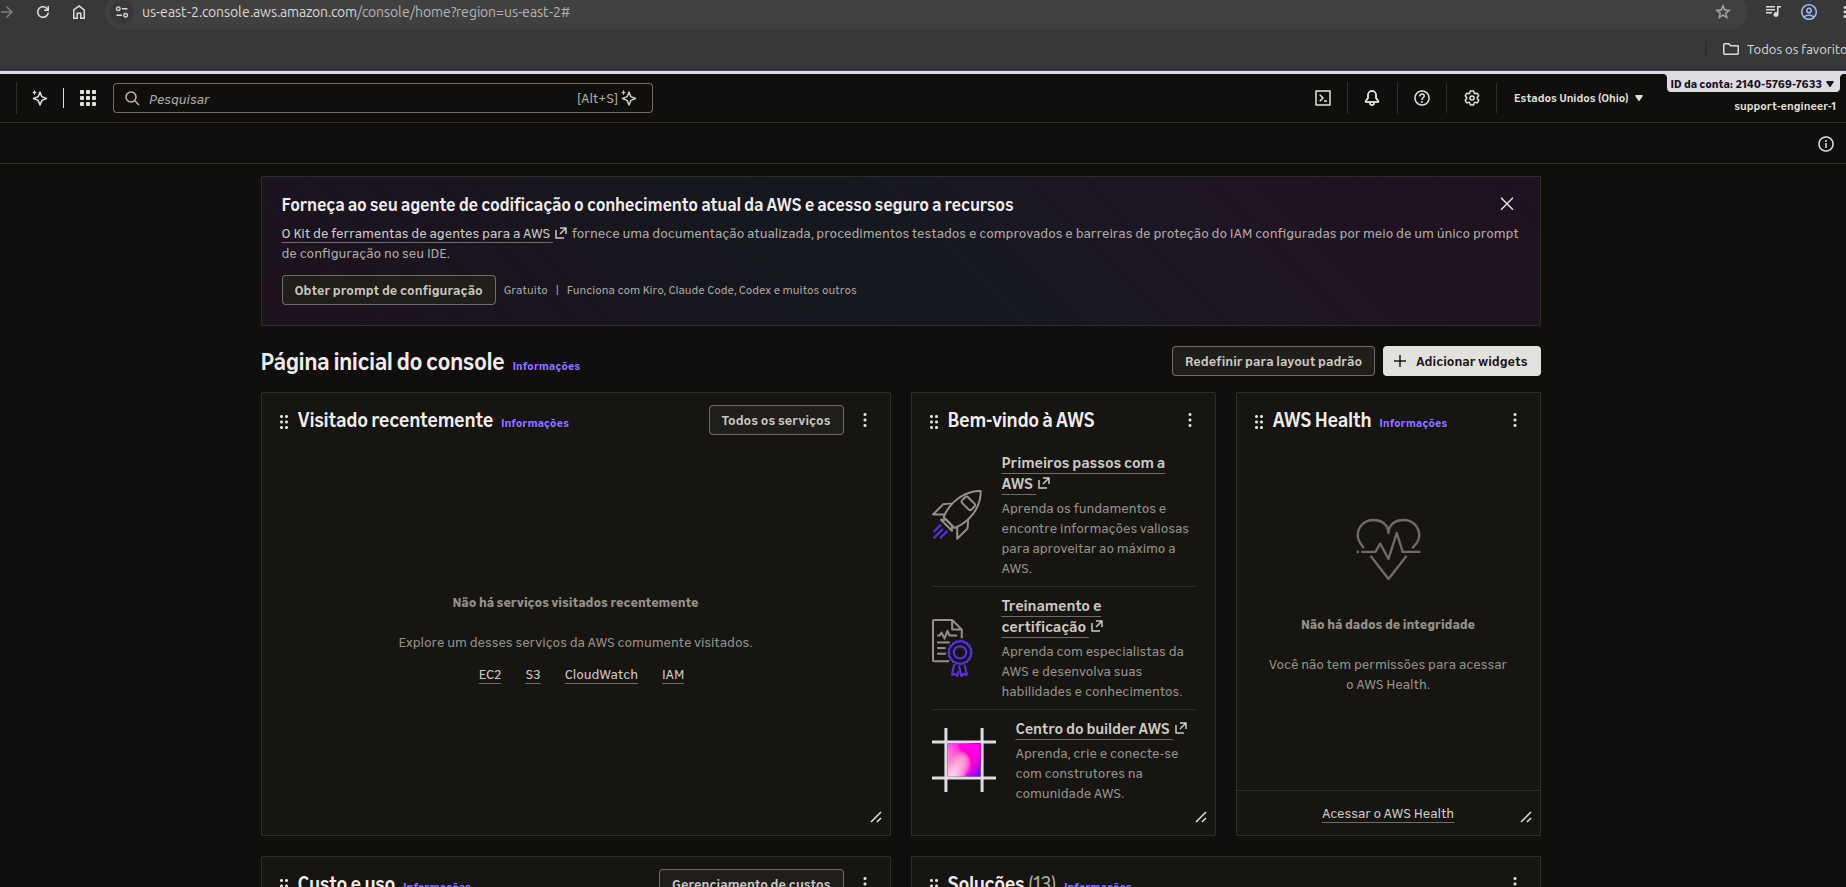 us-east-2.console.aws.amazon.com/console/home?region=us-east-2#
Todos os favorito
Pesquisar [Alt+S]
Estados Unidos (Ohio)
ID da conta: 2140-5769-7633
support-engineer-1
Forneça ao seu agente de codificação o conhecimento atual da AWS e acesso seguro a recursos
O Kit de ferramentas de agentes para a AWS fornece uma documentação atualizada, procedimentos testados e comprovados e barreiras de proteção do IAM configuradas por meio de um único prompt
de configuração no seu IDE.
Obter prompt de configuração Gratuito | Funciona com Kiro, Claude Code, Codex e muitos outros
Página inicial do console Informações
Redefinir para layout padrão
Adicionar widgets
Visitado recentemente Informações
Todos os serviços
Não há serviços visitados recentemente
Explore um desses serviços da AWS comumente visitados.
EC2 S3 CloudWatch IAM
Bem-vindo à AWS
Primeiros passos com a
AWS
Aprenda os fundamentos e
encontre informações valiosas
para aproveitar ao máximo a
AWS.
Treinamento e
certificação
Aprenda com especialistas da
AWS e desenvolva suas
habilidades e conhecimentos.
Centro do builder AWS
Aprenda, crie e conecte-se
com construtores na
comunidade AWS.
AWS Health Informações
Não há dados de integridade
Você não tem permissões para acessar
o AWS Health.
Acessar o AWS Health
Custo e uso Informações
Gerenciamento de custos
Soluções (13) Informações